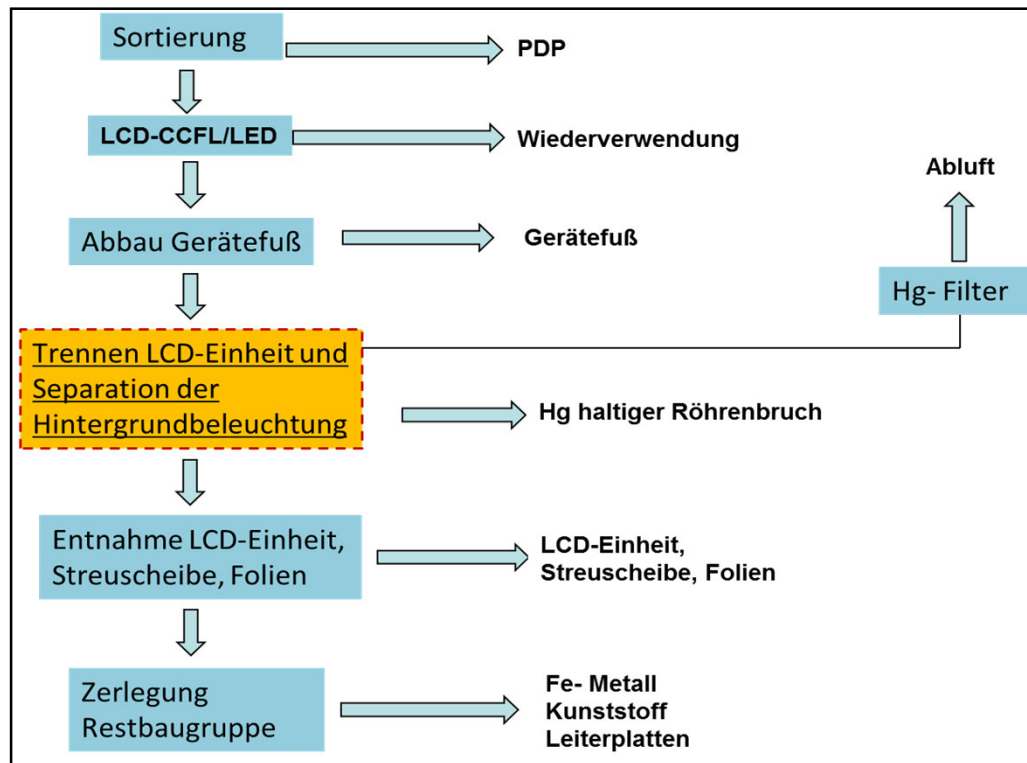 Sortierung
PDP
LCD-CCFL/LED
Wiederverwendung
Abluft
Abbau Gerätefuß
Gerätefuß
Hg- Filter
Trennen LCD-Einheit und
Separation der
Hintergrundbeleuchtung
Hg haltiger Röhrenbruch
Entnahme LCD-Einheit,
Streuscheibe, Folien
LCD-Einheit,
Streuscheibe, Folien
Zerlegung
Restbaugruppe
Fe- Metall
Kunststoff
Leiterplatten